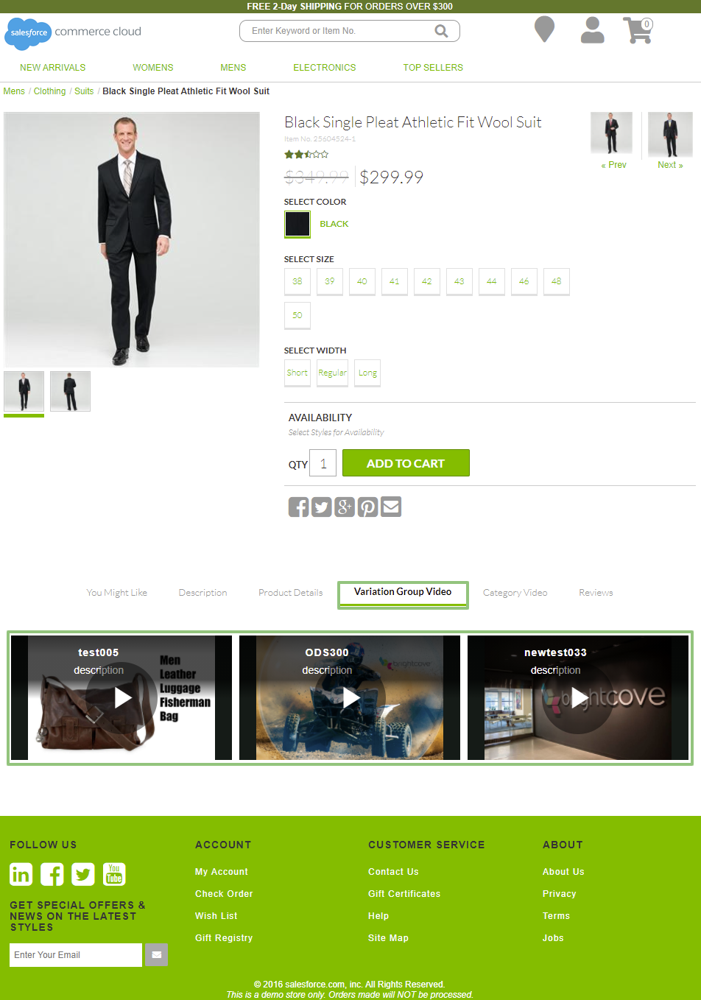 FREE 2-Day SHIPPING FOR ORDERS OVER $300
salesforce commerce cloud
Enter Keyword or Item No.
0
NEW ARRIVALS WOMENS MENS ELECTRONICS TOP SELLERS
Mens / Clothing / Suits / Black Single Pleat Athletic Fit Wool Suit
Black Single Pleat Athletic Fit Wool Suit
Item No. 25604524-1
« Prev Next »
$349.99 $299.99
SELECT COLOR
BLACK
SELECT SIZE
38 39 40 41 42 43 44 46 48
50
SELECT WIDTH
Short Regular Long
AVAILABILITY
Select Styles for Availability
QTY 1 ADD TO CART
You Might Like Description Product Details Variation Group Video Category Video Reviews
test005
description
Men
Leather
Luggage
Fisherman
Bag
ODS300
description
brightcove
newtest033
description
brightcove
FOLLOW US
in f You Tube
GET SPECIAL OFFERS &
NEWS ON THE LATEST
STYLES
Enter Your Email
ACCOUNT
My Account
Check Order
Wish List
Gift Registry
CUSTOMER SERVICE
Contact Us
Gift Certificates
Help
Site Map
ABOUT
About Us
Privacy
Terms
Jobs
© 2016 salesforce.com, inc. All Rights Reserved.
This is a demo store only. Orders made will NOT be processed.